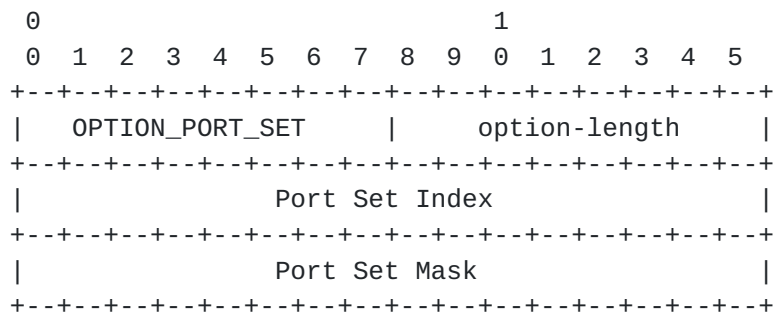 0                             1
 0  1  2  3  4  5  6  7  8  9  0  1  2  3  4  5
+--+--+--+--+--+--+--+--+--+--+--+--+--+--+--+--+
|   OPTION_PORT_SET     |     option-length     |
+--+--+--+--+--+--+--+--+--+--+--+--+--+--+--+--+
|                Port Set Index                 |
+--+--+--+--+--+--+--+--+--+--+--+--+--+--+--+--+
|                Port Set Mask                  |
+--+--+--+--+--+--+--+--+--+--+--+--+--+--+--+--+